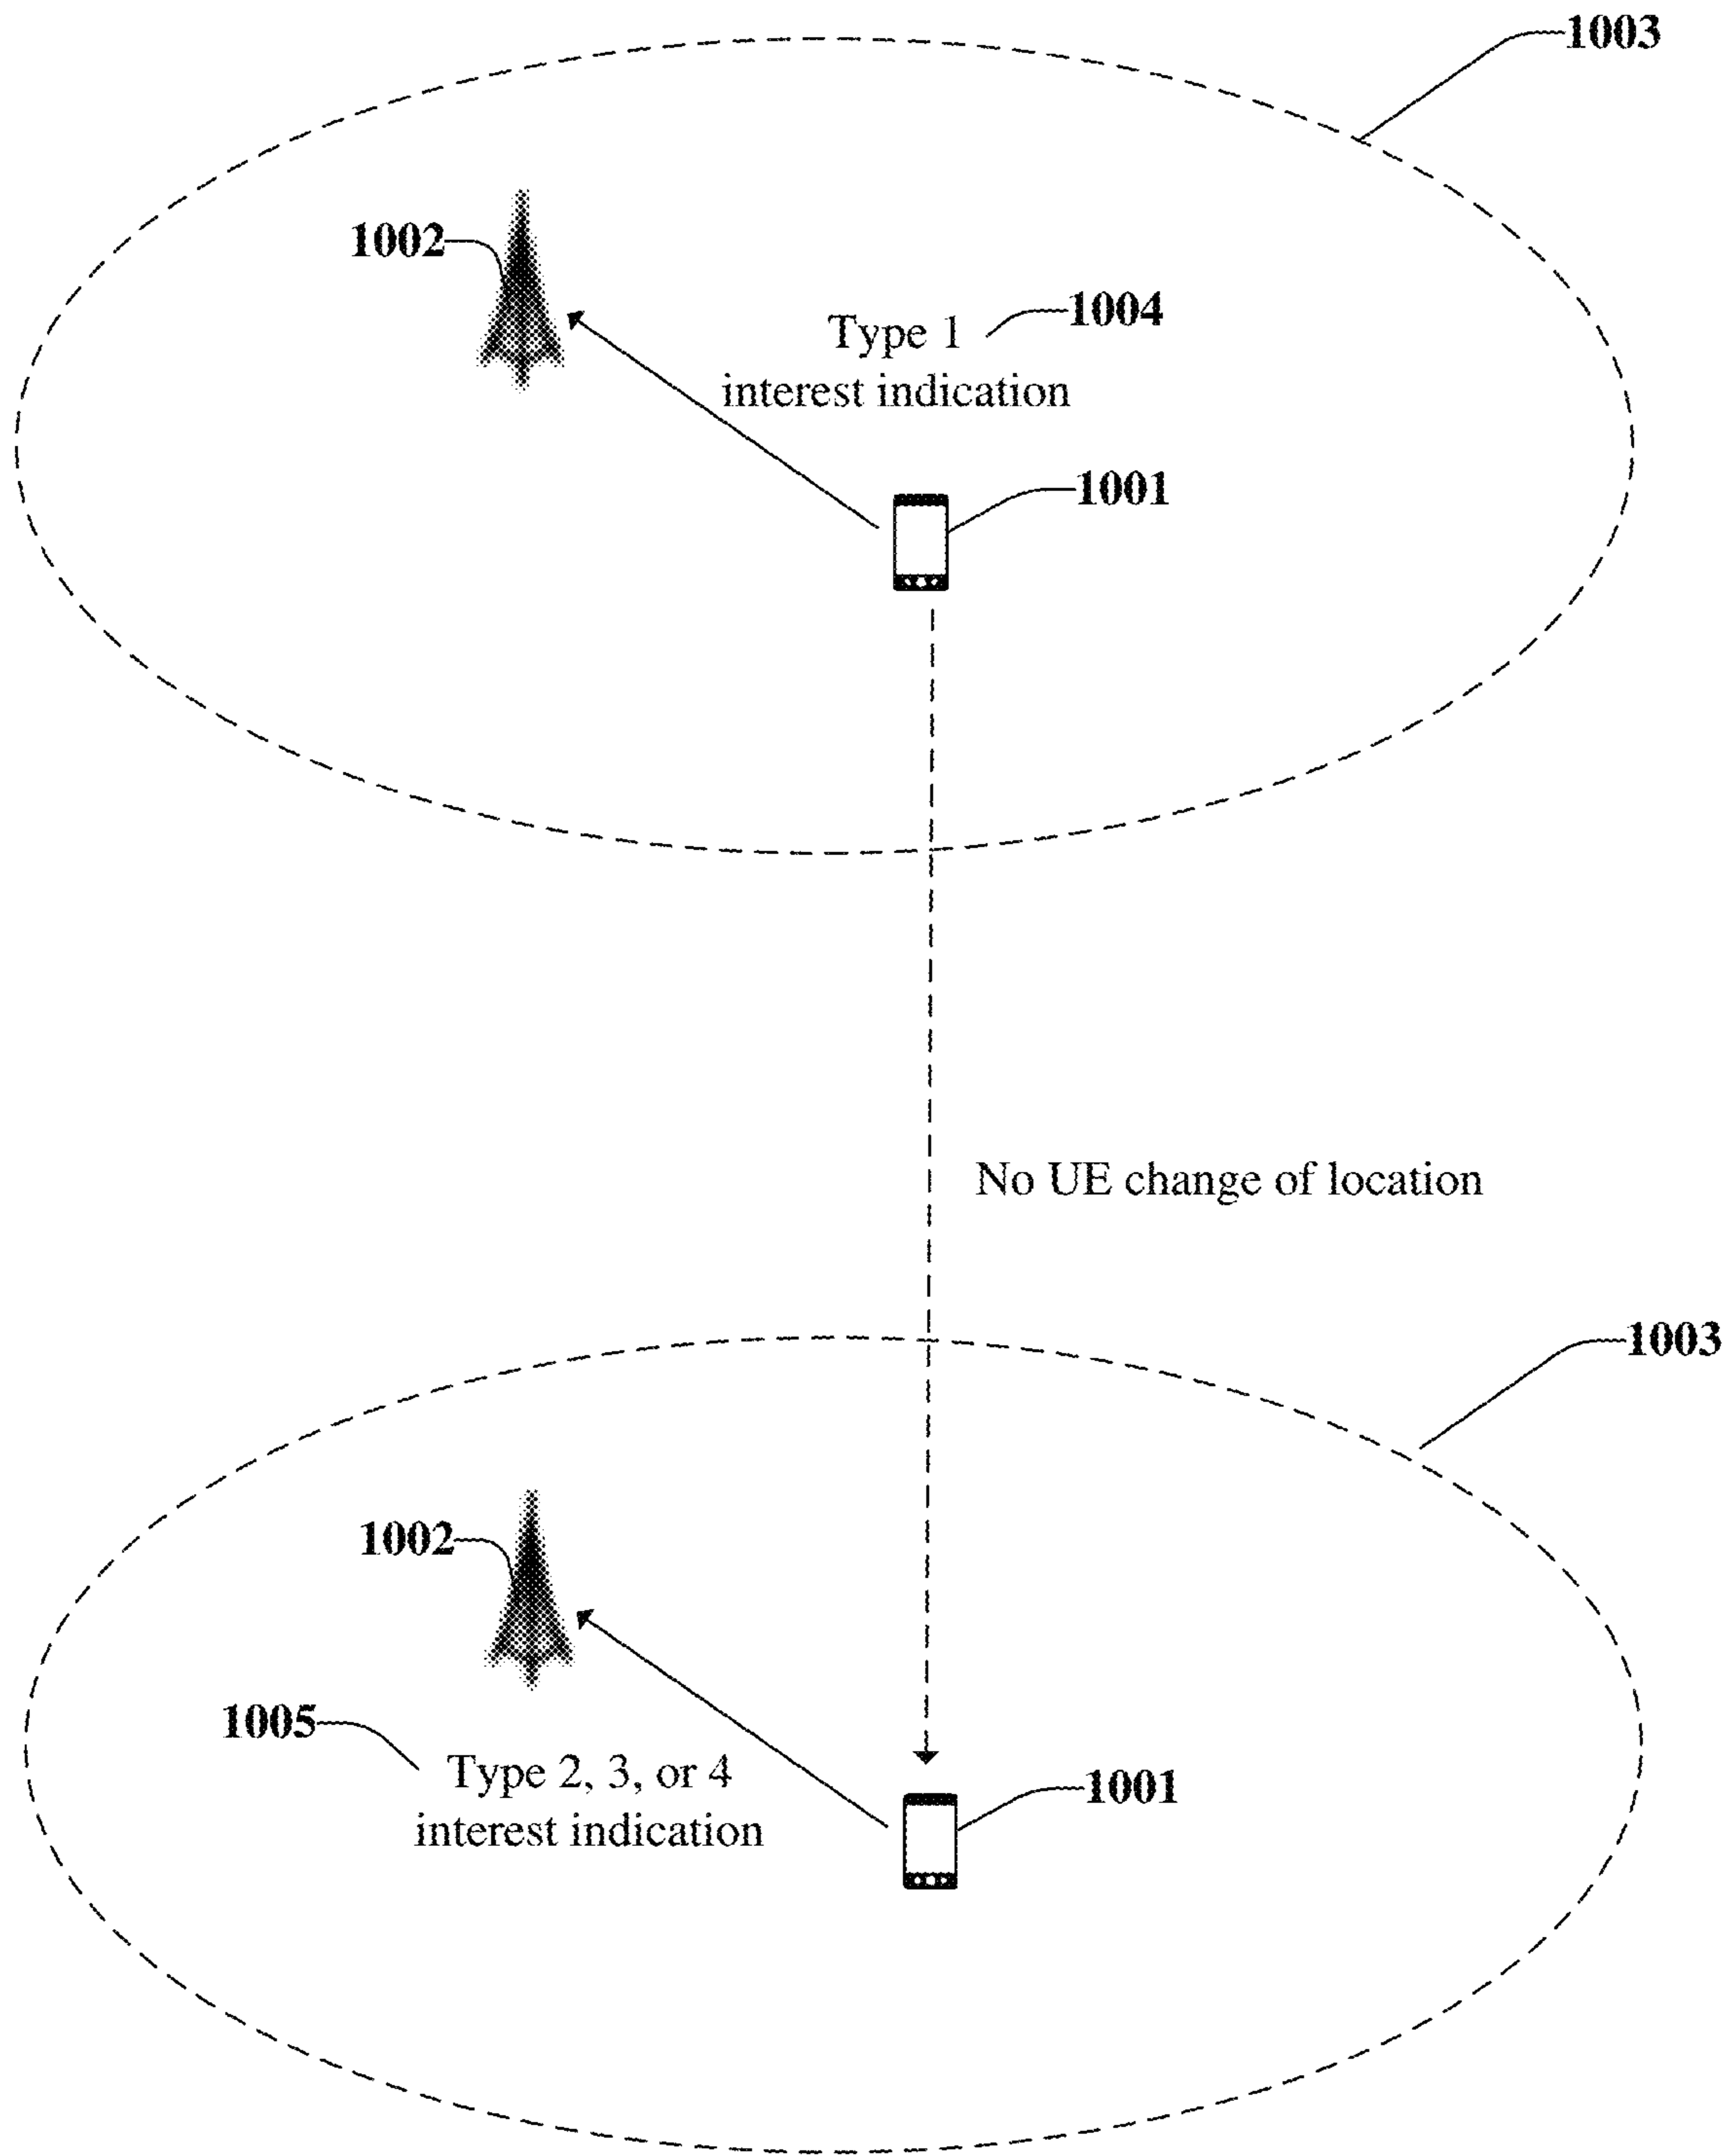 1003
1002
1004
Type 1
interest indication
1001
No UE change of location
1003
1002
1005
Type 2, 3, or 4
interest indication
1001